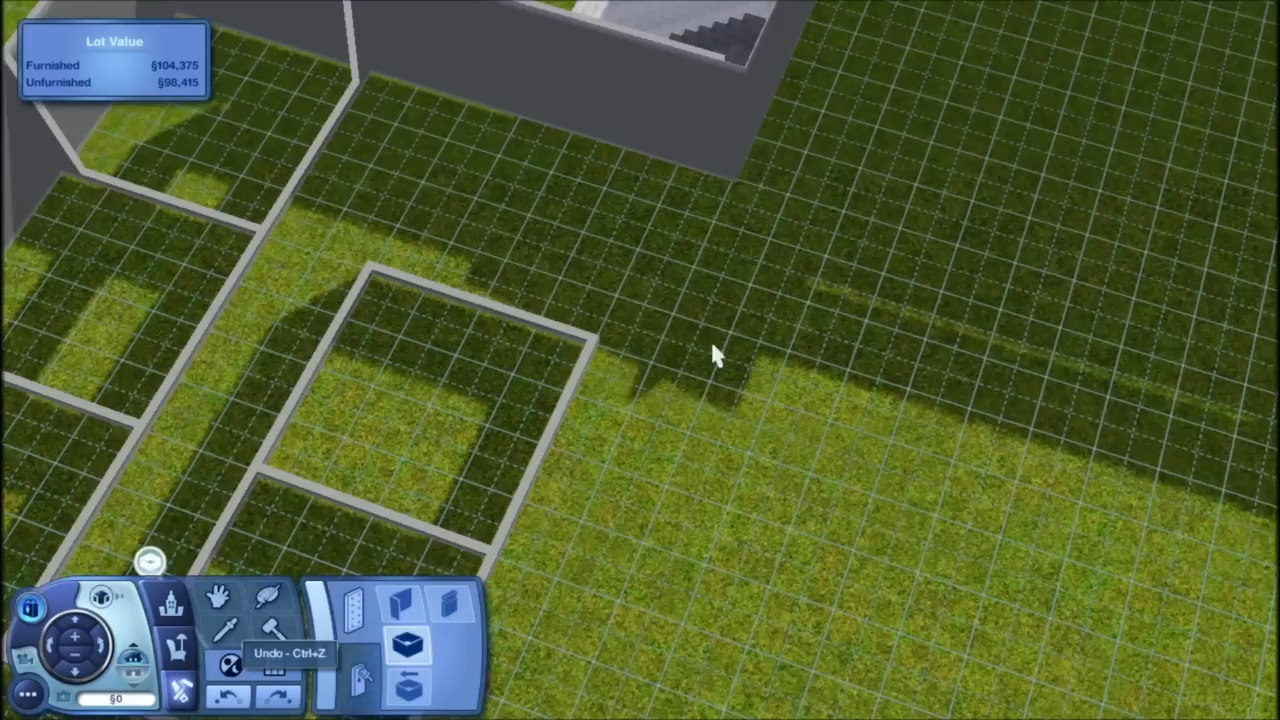 Lot Value
Furnished §104,375
Unfurnished §98,415
Undo - Ctrl+Z
§0